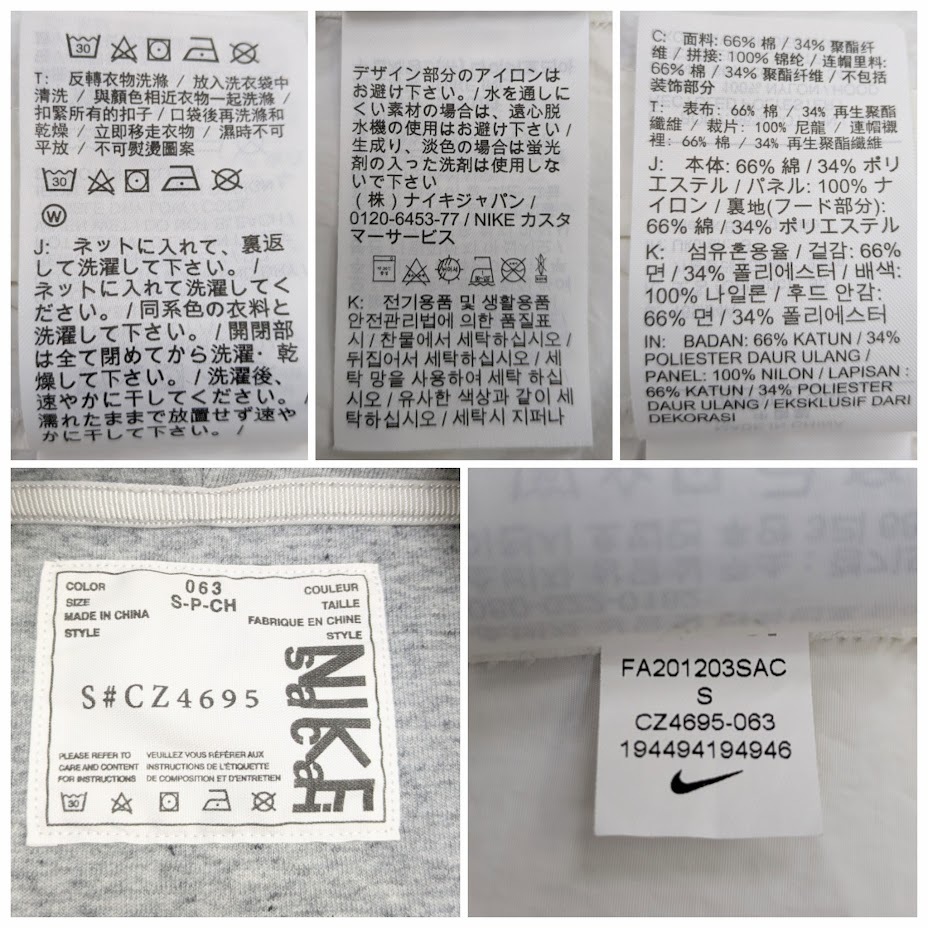 30
T: 反轉衣物洗滌 / 放入洗衣袋中
清洗 / 與顏色相近衣物一起洗滌 /
扣緊所有的扣子 / 口袋後再洗滌和
乾燥 / 立即移走衣物 / 濕時不可
平放 / 不可熨燙圖案
30
W
J: ネットに入れて、裏返
して洗濯して下さい。 /
ネットに入れて洗濯してく
ださい。 / 同系色の衣料と
洗濯して下さい。 / 開閉部
は全て閉めてから洗濯・乾
燥して下さい。 / 洗濯後、
速やかに干してください。 /
濡れたままで放置せず速や
かに干して下さい。 /
デザイン部分のアイロンは
お避け下さい。 / 水を通しに
くい素材の場合は、遠心脱
水機の使用はお避け下さい /
生成り、淡色の場合は蛍光
剤の入った洗剤は使用しな
いで下さい
(株) ナイキジャパン /
0120-6453-77 / NIKE カスタ
マーサービス
K: 전기용품 및 생활용품
안전관리법에 의한 품질표
시 / 찬물에서 세탁하십시오 /
뒤집어서 세탁하십시오 / 세
탁 망을 사용하여 세탁 하십
시오 / 유사한 색상과 같이 세
탁하십시오 / 세탁시 지퍼나
C: 面料: 66% 棉 / 34% 聚酯纤
维 / 拼接: 100% 锦纶 / 连帽里料:
66% 棉 / 34% 聚酯纤维 / 不包括
装饰部分
T: 表布: 66% 棉 / 34% 再生聚酯
纖維 / 裁片: 100% 尼龍 / 連帽襯
裡: 66% 棉 / 34% 再生聚酯纖維
J: 本体: 66% 綿 / 34% ポリ
エステル / パネル: 100% ナ
イロン / 裏地(フード部分):
66% 綿 / 34% ポリエステル
K: 섬유혼용율 / 겉감: 66%
면 / 34% 폴리에스터 / 배색:
100% 나일론 / 후드 안감:
66% 면 / 34% 폴리에스터
IN: BADAN: 66% KATUN / 34%
POLIESTER DAUR ULANG /
PANEL: 100% NILON / LAPISAN :
66% KATUN / 34% POLIESTER
DAUR ULANG / EKSKLUSIF DARI
DEKORASI
COLOR 063 COULEUR
SIZE S-P-CH TAILLE
MADE IN CHINA FABRIQUE EN CHINE
STYLE STYLE
S#CZ4695
NIKE
sacai
PLEASE REFER TO VEUILLEZ VOUS RÉFÉRER AUX
CARE AND CONTENT INSTRUCTIONS DE L'ÉTIQUETTE
FOR INSTRUCTIONS DE COMPOSITION ET D'ENTRETIEN
30
FA201203SAC
S
CZ4695-063
194494194946